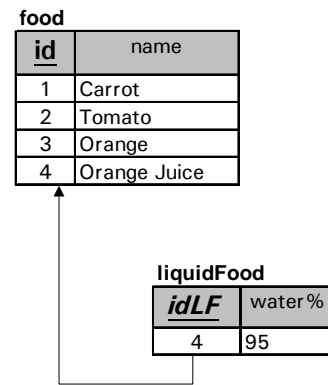 food
id name
1 Carrot
2 Tomato
3 Orange
4 Orange Juice
liquidFood
idLF water%
4 95